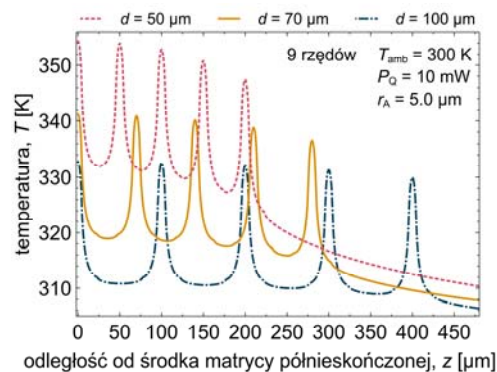 d = 50 µm d = 70 µm d = 100 µm
9 rzędów
T_amb = 300 K
P_Q = 10 mW
r_A = 5.0 µm
temperatura, T [K]
350
340
330
320
310
0 50 100 150 200 250 300 350 400 450
odległość od środka matrycy półnieskończonej, z [µm]